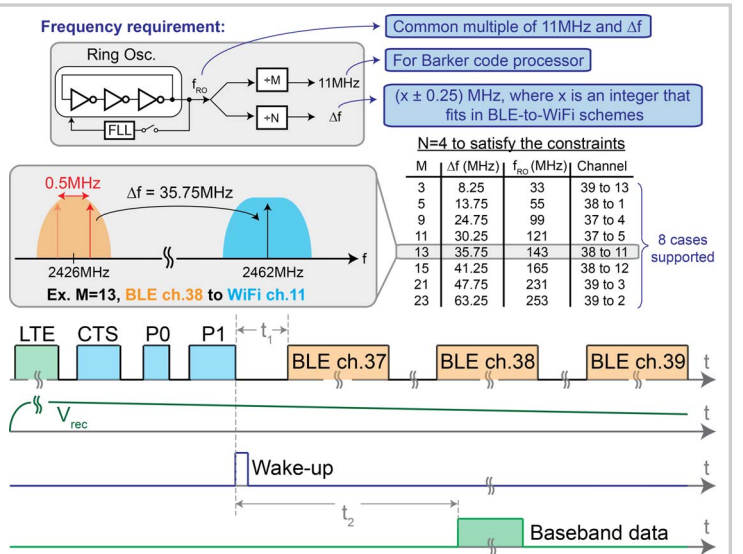 Frequency requirement:
Common multiple of 11MHz and Δf
Ring Osc.
f_RO
÷M
11MHz
For Barker code processor
÷N
Δf
FLL
(x ± 0.25) MHz, where x is an integer that
fits in BLE-to-WiFi schemes
N=4 to satisfy the constraints
M Δf (MHz) f_RO (MHz) Channel
3 8.25 33 39 to 13
5 13.75 55 38 to 1
9 24.75 99 37 to 4
11 30.25 121 37 to 5
13 35.75 143 38 to 11
15 41.25 165 38 to 12
21 47.75 231 39 to 3
23 63.25 253 39 to 2
8 cases
supported
0.5MHz
Δf = 35.75MHz
f
2426MHz
2462MHz
Ex. M=13, BLE ch.38 to WiFi ch.11
LTE CTS P0 P1 t_1 BLE ch.37 BLE ch.38 BLE ch.39 t
V_rec t
Wake-up t
t_2
Baseband data t